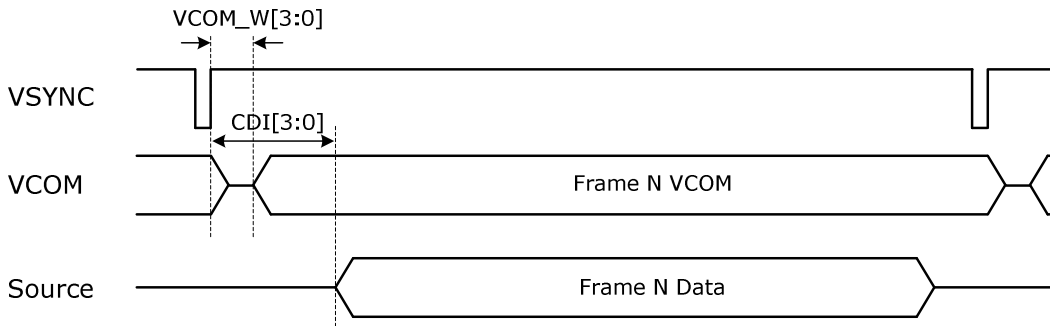 VCOM_W[3:0]
VSYNC
CDI[3:0]
VCOM
Frame N VCOM
Source
Frame N Data